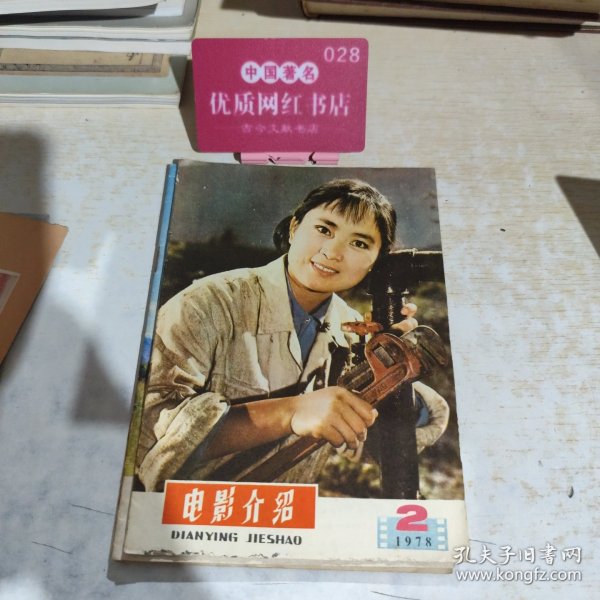 028
中国著名
优质网红书店
古今文献老店
电影介绍
DIANYING JIESHAO
2
1978
孔夫子旧书网
www.kongfz.com